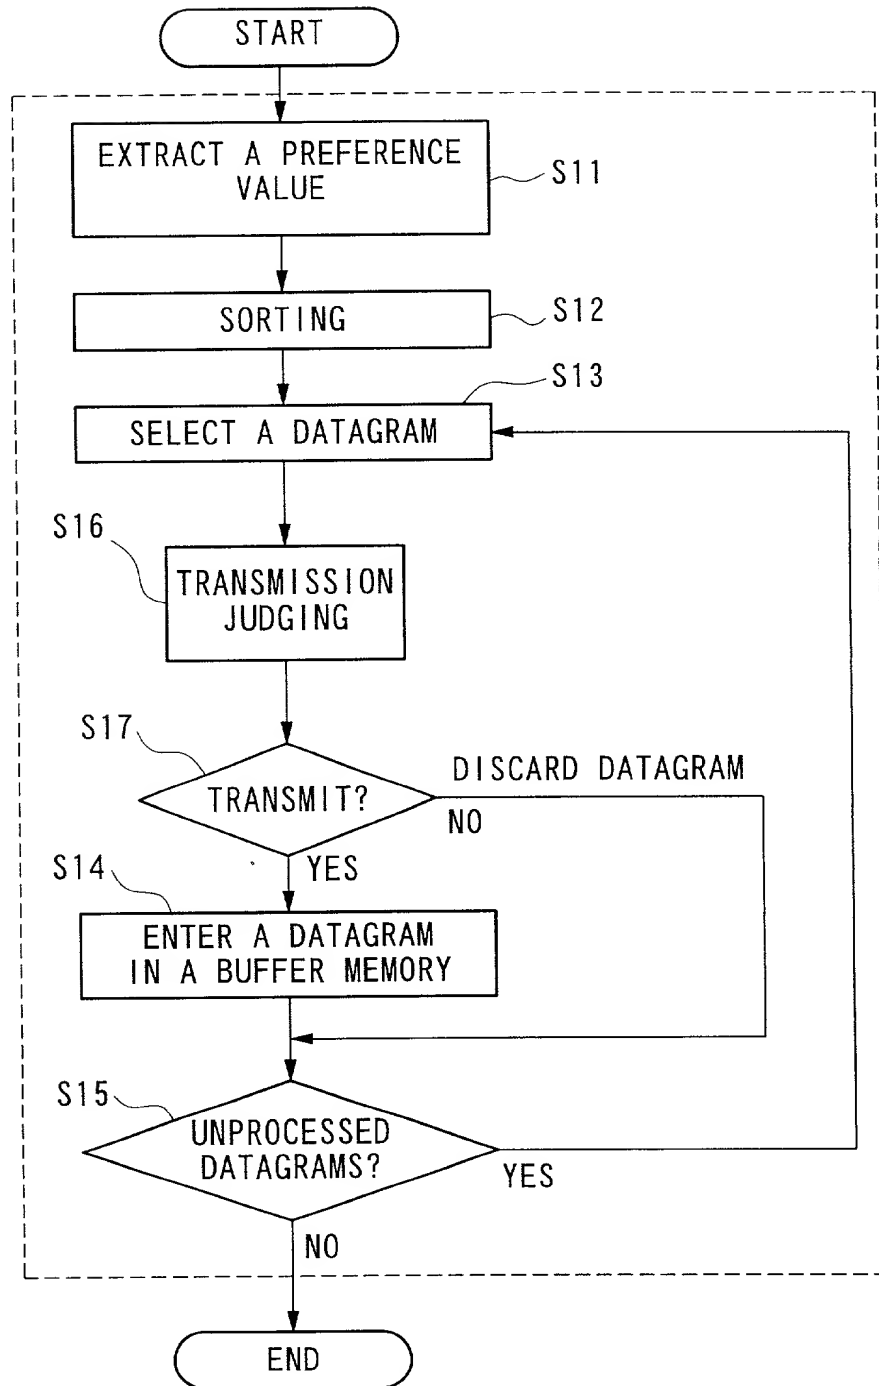 START
EXTRACT A PREFERENCE
VALUE
S11
SORTING
S12
S13
SELECT A DATAGRAM
S16
TRANSMISSION
JUDGING
S17
TRANSMIT?
DISCARD DATAGRAM
NO
YES
S14
ENTER A DATAGRAM
IN A BUFFER MEMORY
S15
UNPROCESSED
DATAGRAMS?
YES
NO
END